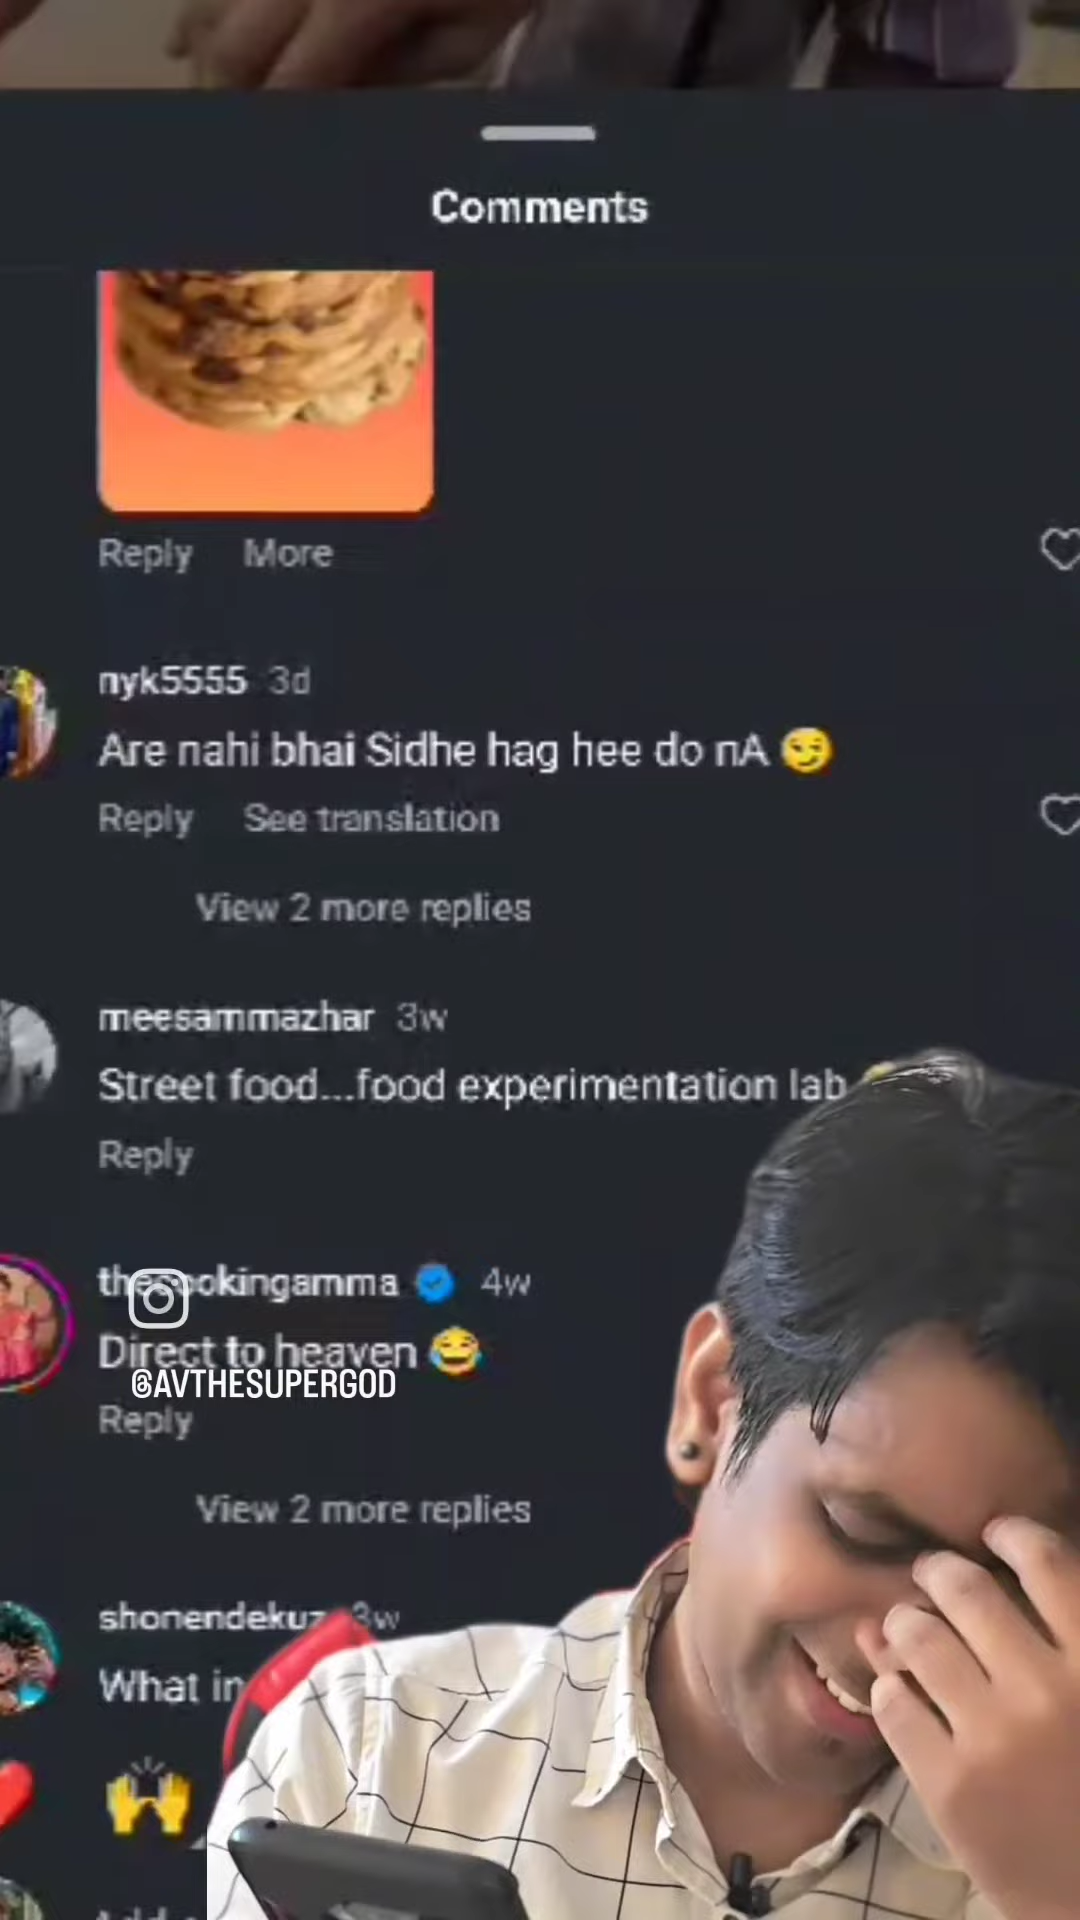 Comments
Reply More
nyk5555 3d
Are nahi bhai Sidhe hag hee do nA 😏
Reply See translation
View 2 more replies
meesammazhar 3w
Street food...food experimentation lab
Reply
thecookingamma 4w
Direct to heaven 😂
@AVTHESUPERGOD
Reply
View 2 more replies
3w
What in
🙌